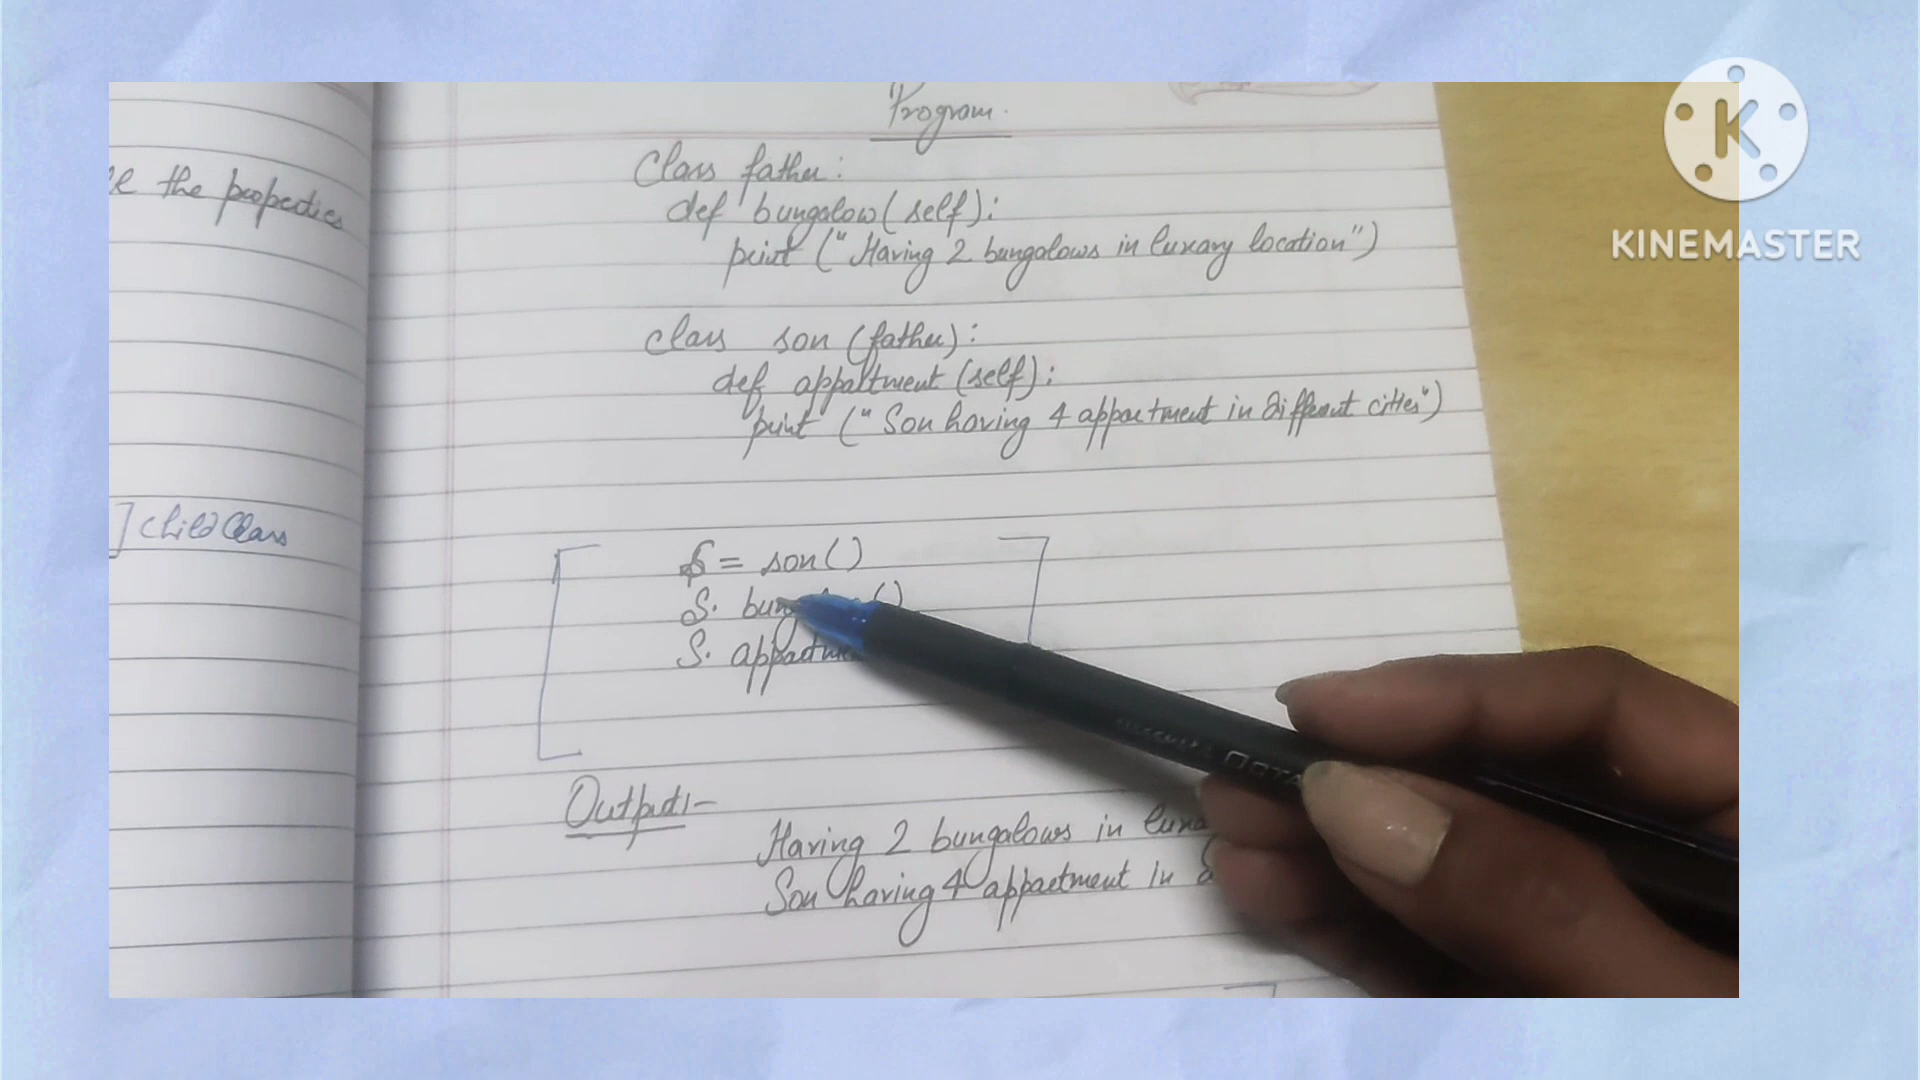 Program.
Class father:
def bungalow(self):
print ("Having 2 bungalows in luxary location")
the properties
class son (father):
def appaltment (self):
print ("Son having 4 appartment in different cities")
] Child Class
S = son()
S. ()
S.
Output:-
Having 2 bungalows in
Son having 4 appartment in
KINEMASTER